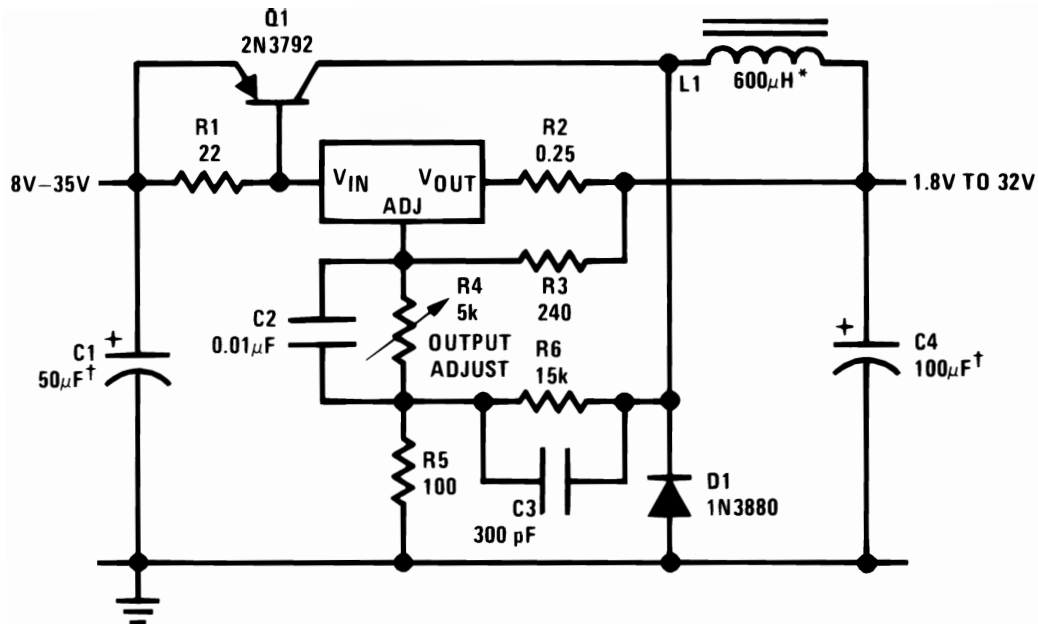 Q1
2N3792
L1
600μH*
R1
22
R2
0.25
8V–35V
VIN
VOUT
ADJ
1.8V TO 32V
R3
240
R4
5k
OUTPUT
ADJUST
C2
0.01μF
R6
15k
C1
50μF†
+
C4
100μF†
+
R5
100
C3
300 pF
D1
1N3880